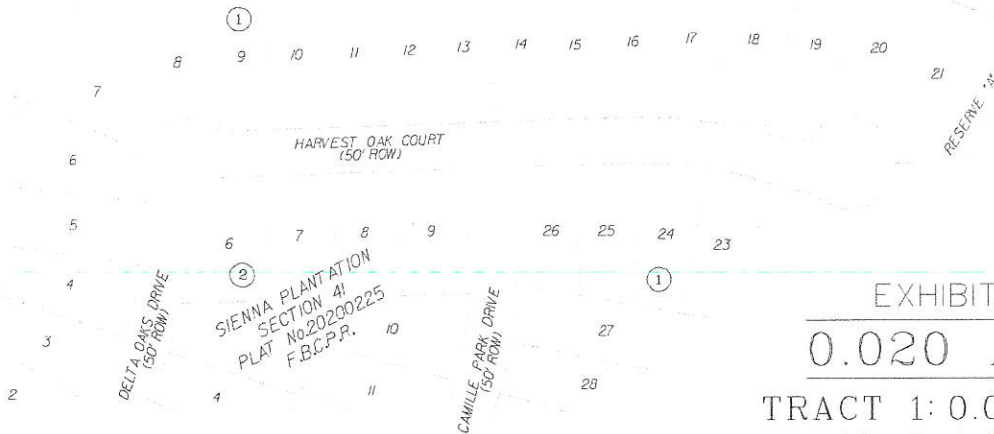 1
8 9 10 11 12 13 14 15 16 17 18 19 20
7 21
RESERVE "A"
HARVEST OAK COURT
(50' ROW)
6
5
6 7 8 9 26 25 24 23
2 1
4
SIENNA PLANTATION
SECTION 41
PLAT No.20200225
F.B.C.P.R.
DELTA OAKS DRIVE
(50' ROW)
CAMILLE PARK DRIVE
(50' ROW)
3 10 27
2 4 11 28
EXHIBIT
0.020
TRACT 1: 0.0